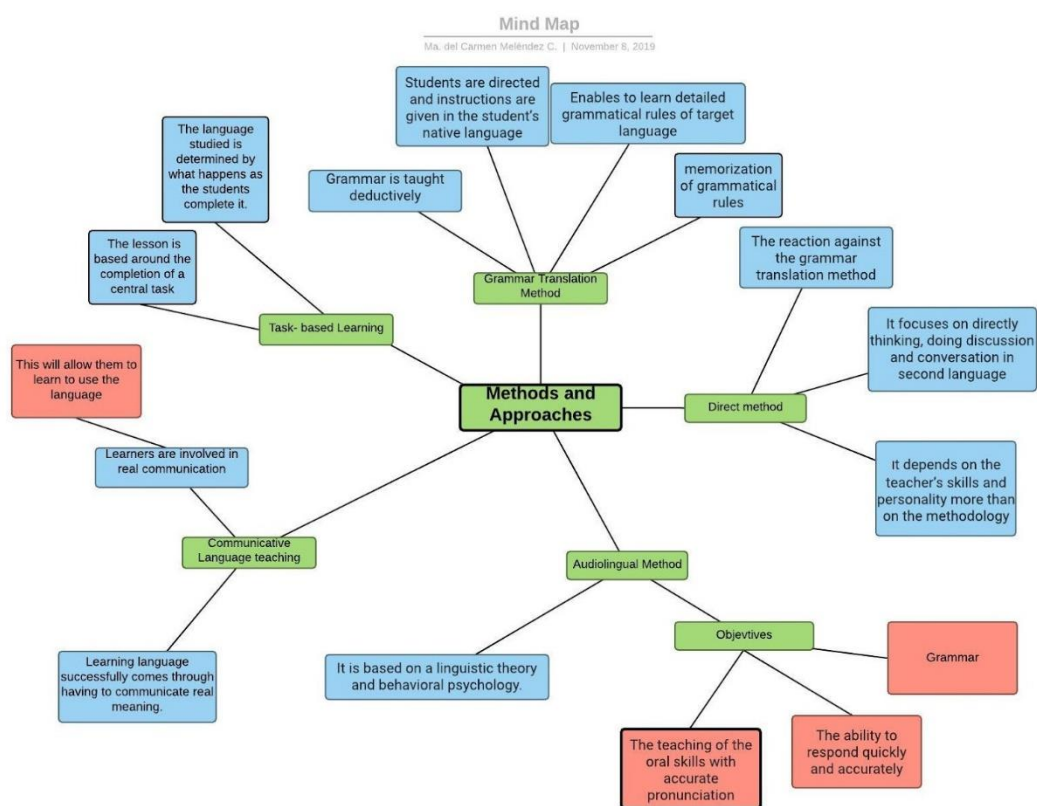 Mind Map
Ma. del Carmen Meléndez C. | November 8, 2019
Students are directed
and instructions are
given in the student's
native language
Enables to learn detailed
grammatical rules of target
language
The language
studied is
determined by
what happens as
the students
complete it.
Grammar is taught
deductively
memorization
of grammatical
rules
The lesson is
based around the
completion of a
central task
The reaction against
the grammar
translation method
Grammar Translation
Method
Task- based Learning
It focuses on directly
thinking, doing discussion
and conversation in
second language
This will allow them to
learn to use the
language
Methods and
Approaches
Direct method
Learners are involved in
real communication
It depends on the
teacher's skills and
personality more than
on the methodology
Communicative
Language teaching
Audiolingual Method
Objevtives
Grammar
Learning language
successfully comes through
having to communicate real
meaning.
It is based on a linguistic theory
and behavioral psychology.
The teaching of the
oral skills with
accurate
pronunciation
The ability to
respond quickly
and accurately